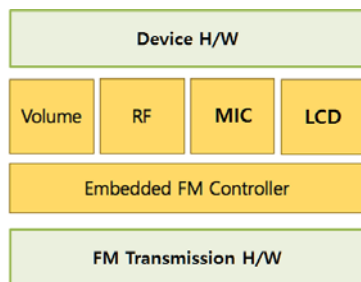 Device H/W
Volume RF MIC LCD
Embedded FM Controller
FM Transmission H/W